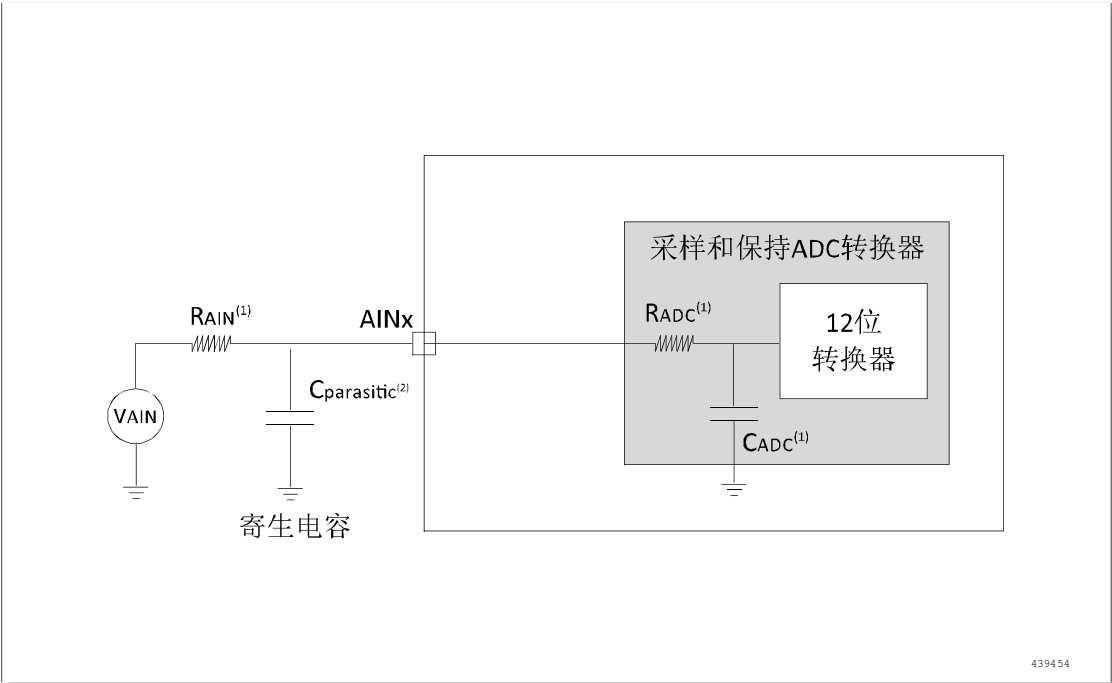 采样和保持ADC转换器
RAIN(1)
AINx
RADC(1)
12位
转换器
Cparasitic(2)
VAIN
CADC(1)
寄生电容
439454